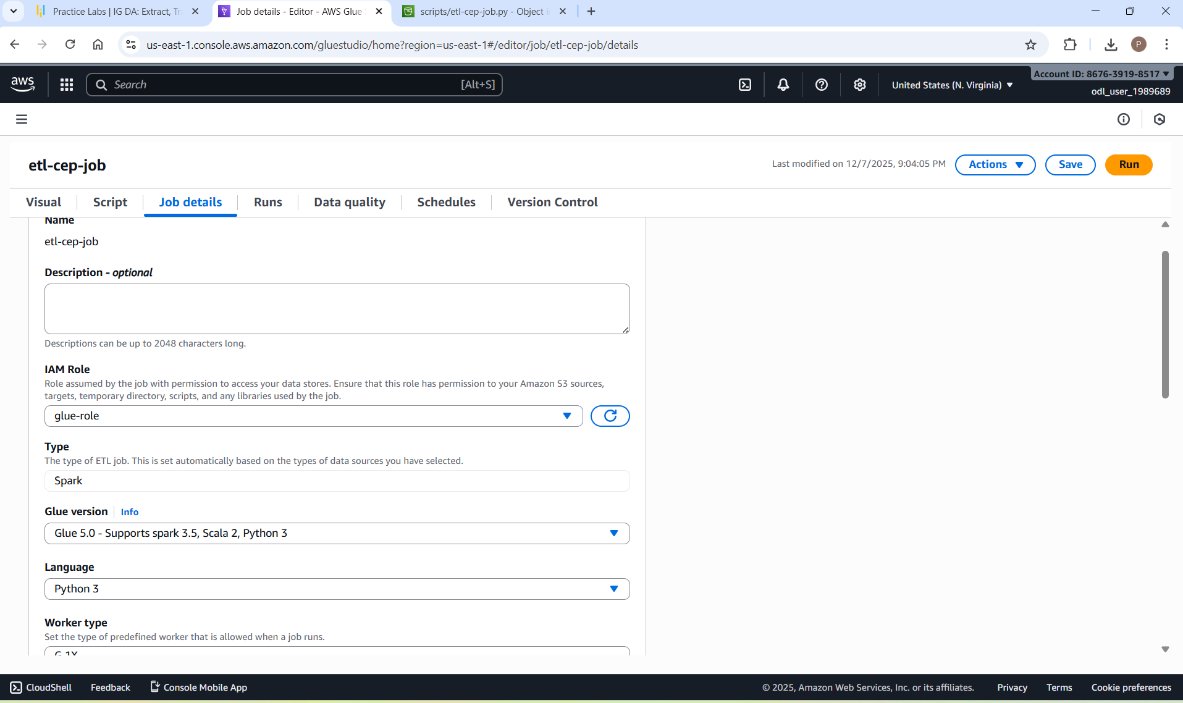 Practice Labs | IG DA: Extract, Tr
Job details - Editor - AWS Glue
scripts/etl-cep-job.py - Object i
us-east-1.console.aws.amazon.com/gluestudio/home?region=us-east-1#/editor/job/etl-cep-job/details
P
aws
Search
[Alt+S]
United States (N. Virginia)
Account ID: 8676-3919-8517
odl_user_1989689
etl-cep-job
Last modified on 12/7/2025, 9:04:05 PM
Actions
Save
Run
Visual
Script
Job details
Runs
Data quality
Schedules
Version Control
Name
etl-cep-job
Description - optional
Descriptions can be up to 2048 characters long.
IAM Role
Role assumed by the job with permission to access your data stores. Ensure that this role has permission to your Amazon S3 sources,
targets, temporary directory, scripts, and any libraries used by the job.
glue-role
Type
The type of ETL job. This is set automatically based on the types of data sources you have selected.
Spark
Glue version
Info
Glue 5.0 - Supports spark 3.5, Scala 2, Python 3
Language
Python 3
Worker type
Set the type of predefined worker that is allowed when a job runs.
G 1X
CloudShell
Feedback
Console Mobile App
© 2025, Amazon Web Services, Inc. or its affiliates.
Privacy
Terms
Cookie preferences